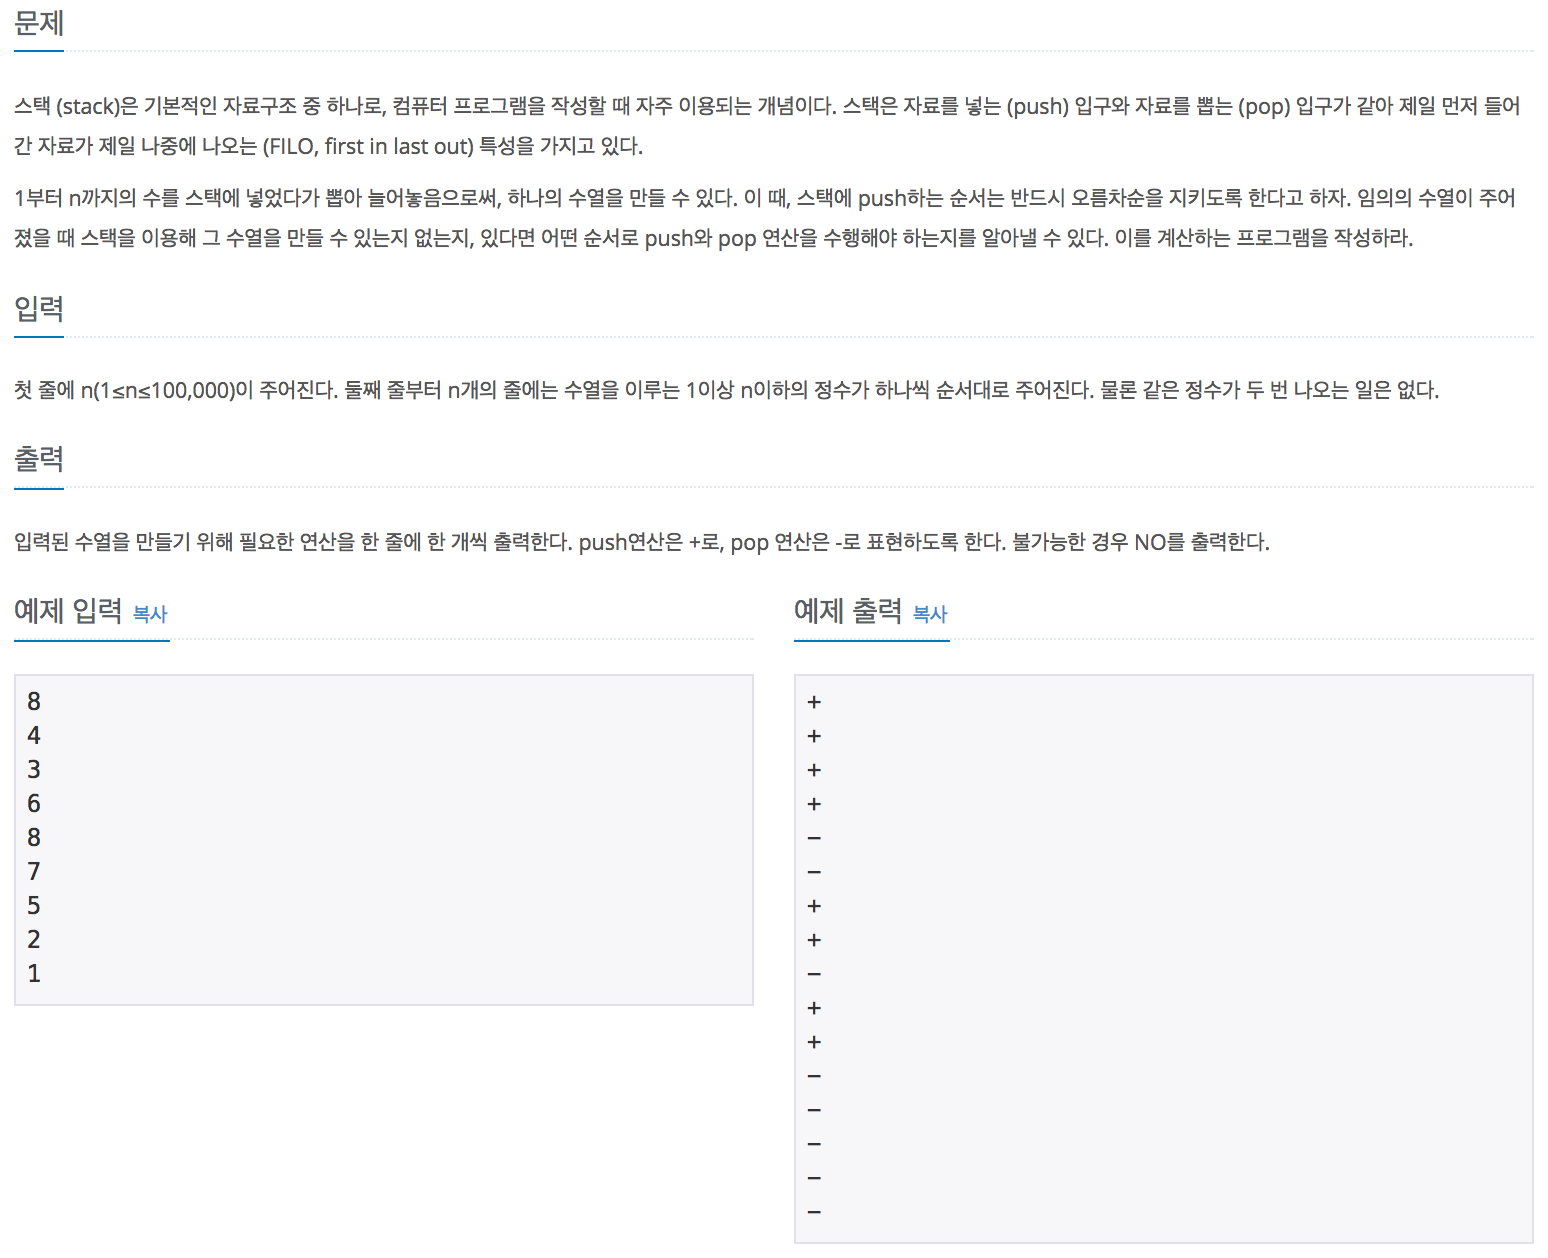 문제
스택 (stack)은 기본적인 자료구조 중 하나로, 컴퓨터 프로그램을 작성할 때 자주 이용되는 개념이다. 스택은 자료를 넣는 (push) 입구와 자료를 뽑는 (pop) 입구가 같아 제일 먼저 들어
간 자료가 제일 나중에 나오는 (FILO, first in last out) 특성을 가지고 있다.
1부터 n까지의 수를 스택에 넣었다가 뽑아 늘어놓음으로써, 하나의 수열을 만들 수 있다. 이 때, 스택에 push하는 순서는 반드시 오름차순을 지키도록 한다고 하자. 임의의 수열이 주어
졌을 때 스택을 이용해 그 수열을 만들 수 있는지 없는지, 있다면 어떤 순서로 push와 pop 연산을 수행해야 하는지를 알아낼 수 있다. 이를 계산하는 프로그램을 작성하라.
입력
첫 줄에 n(1≤n≤100,000)이 주어진다. 둘째 줄부터 n개의 줄에는 수열을 이루는 1이상 n이하의 정수가 하나씩 순서대로 주어진다. 물론 같은 정수가 두 번 나오는 일은 없다.
출력
입력된 수열을 만들기 위해 필요한 연산을 한 줄에 한 개씩 출력한다. push연산은 +로, pop 연산은 -로 표현하도록 한다. 불가능한 경우 NO를 출력한다.
예제 입력 복사
8
4
3
6
8
7
5
2
1
예제 출력 복사
+
+
+
+
-
-
+
+
-
+
+
-
-
-
-
-